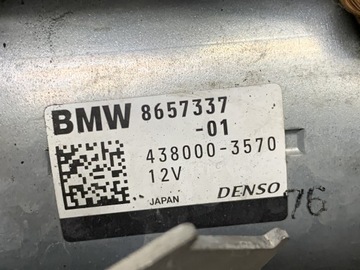 BMW 8657337
-01
438000-3570
12V
JAPAN DENSO
76